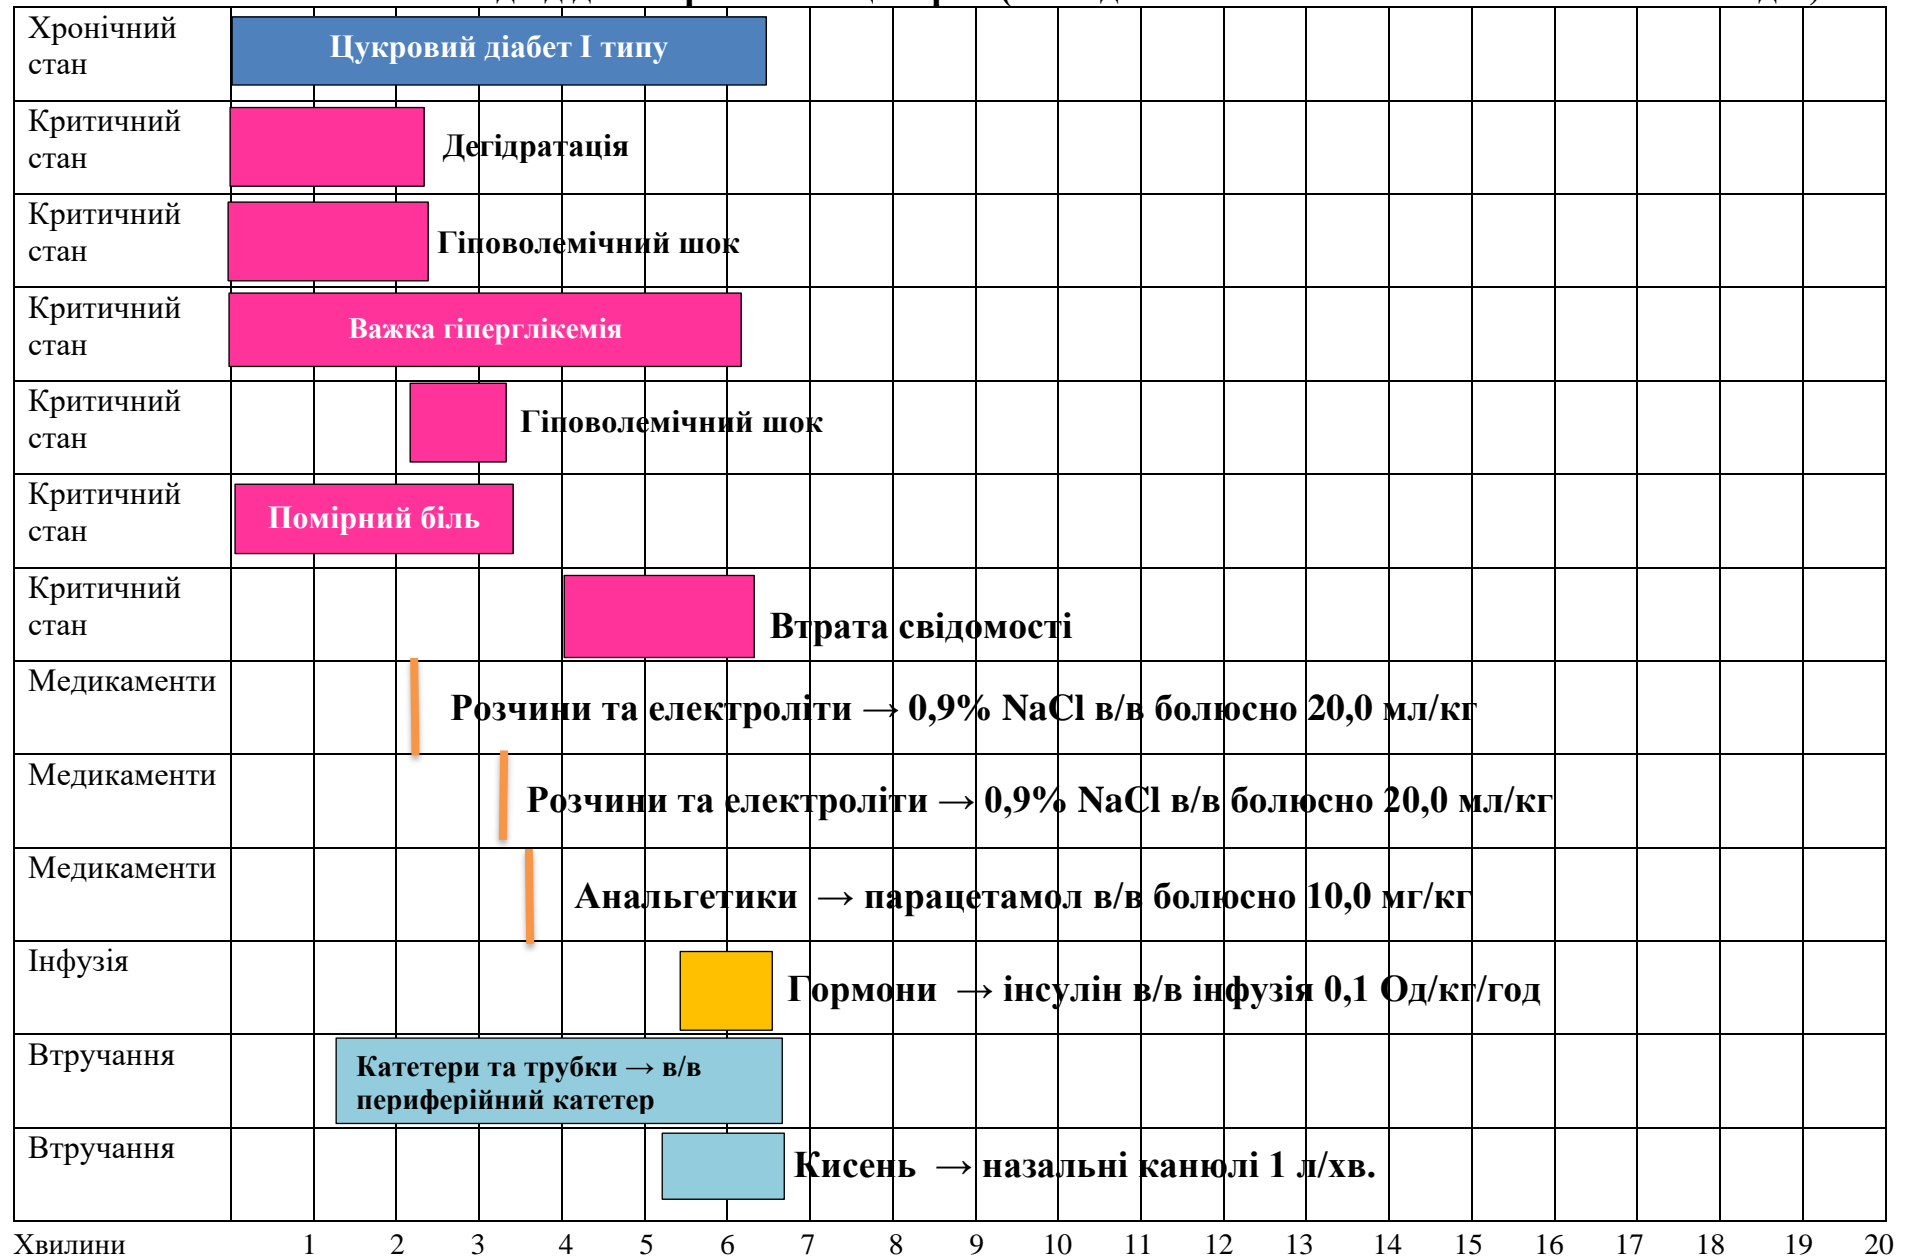 Хронічний
стан
Цукровий діабет І типу
Критичний
стан
Дегідратація
Критичний
стан
Гіповолемічний шок
Критичний
стан
Важка гіперглікемія
Критичний
стан
Гіповолемічний шок
Критичний
стан
Помірний біль
Критичний
стан
Втрата свідомості
Медикаменти
Розчини та електроліти → 0,9% NaCl в/в болюсно 20,0 мл/кг
Медикаменти
Розчини та електроліти → 0,9% NaCl в/в болюсно 20,0 мл/кг
Медикаменти
Анальгетики → парацетамол в/в болюсно 10,0 мг/кг
Інфузія
Гормони → інсулін в/в інфузія 0,1 Од/кг/год
Втручання
Катетери та трубки → в/в
периферійний катетер
Втручання
Кисень → назальні канюлі 1 л/хв.
Хвилини 1 2 3 4 5 6 7 8 9 10 11 12 13 14 15 16 17 18 19 20